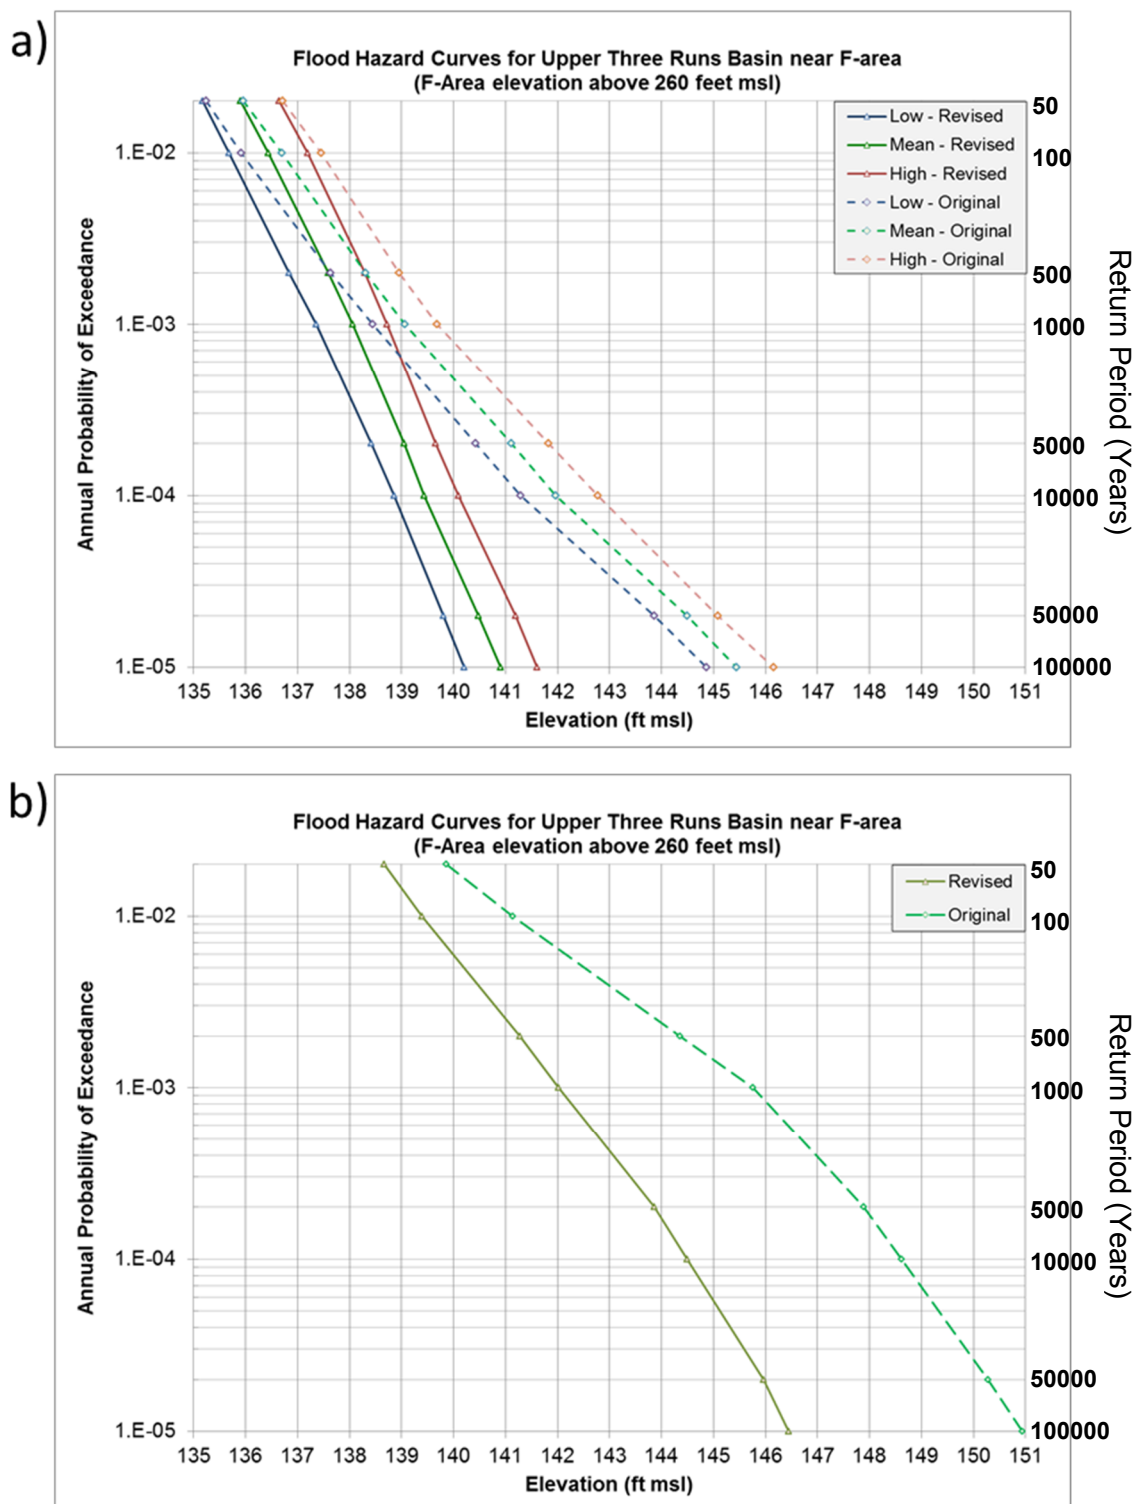 a)
Flood Hazard Curves for Upper Three Runs Basin near F-area
(F-Area elevation above 260 feet msl)
Low - Revised
Mean - Revised
High - Revised
Low - Original
Mean - Original
High - Original
1.E-02
1.E-03
1.E-04
1.E-05
Annual Probability of Exceedance
50
100
500
1000
5000
10000
50000
100000
Return Period (Years)
135 136 137 138 139 140 141 142 143 144 145 146 147 148 149 150 151
Elevation (ft msl)
b)
Flood Hazard Curves for Upper Three Runs Basin near F-area
(F-Area elevation above 260 feet msl)
Revised
Original
1.E-02
1.E-03
1.E-04
1.E-05
Annual Probability of Exceedance
50
100
500
1000
5000
10000
50000
100000
Return Period (Years)
135 136 137 138 139 140 141 142 143 144 145 146 147 148 149 150 151
Elevation (ft msl)